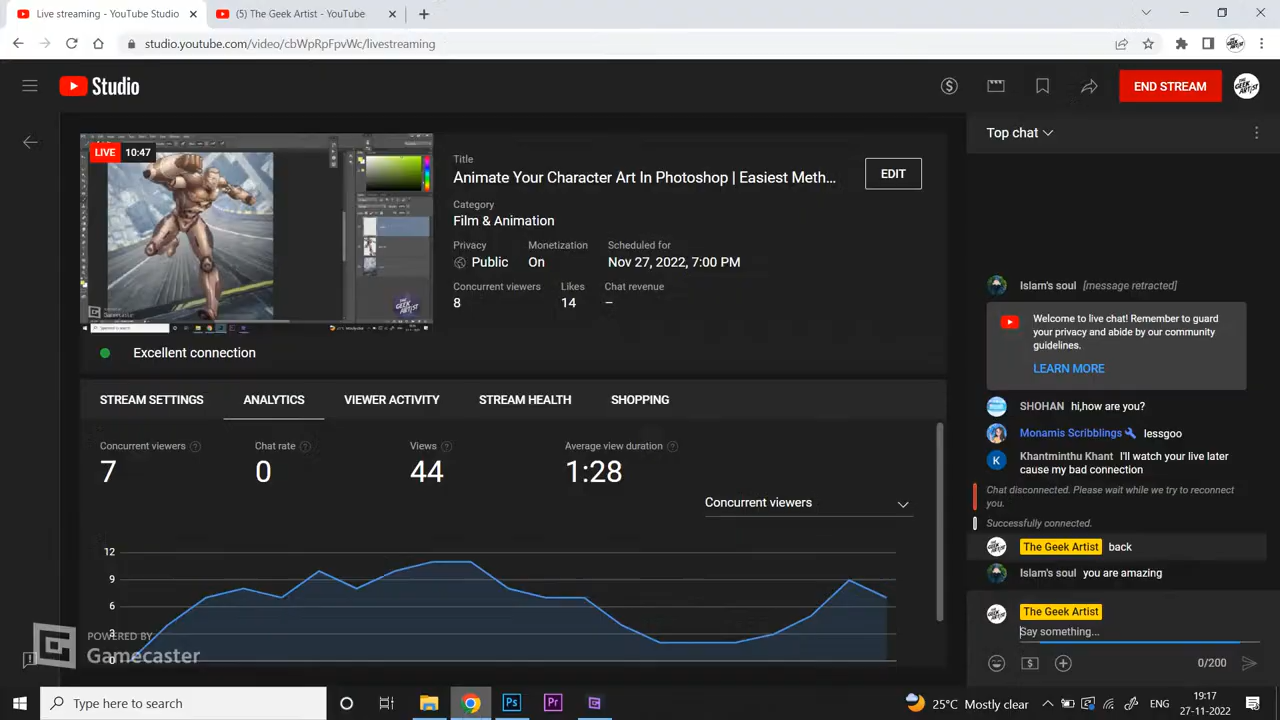 Live streaming - YouTube Studio
(5) The Geek Artist - YouTube
studio.youtube.com/video/cbWpRpFpvWc/livestreaming
Studio
END STREAM
THE GEEK ARTIST
LIVE 10:47
Title
Animate Your Character Art In Photoshop | Easiest Meth...
EDIT
Category
Film & Animation
Privacy Monetization Scheduled for
Public On Nov 27, 2022, 7:00 PM
Concurrent viewers Likes Chat revenue
8 14 –
Excellent connection
STREAM SETTINGS ANALYTICS VIEWER ACTIVITY STREAM HEALTH SHOPPING
Concurrent viewers Chat rate Views Average view duration
7 0 44 1:28
Concurrent viewers
12
9
6
3
0
POWERED BY
Gamecaster
Top chat
Islam's soul [message retracted]
Welcome to live chat! Remember to guard
your privacy and abide by our community
guidelines.
LEARN MORE
SHOHAN hi,how are you?
Monamis Scribblings lessgoo
Khantminthu Khant I'll watch your live later
cause my bad connection
Chat disconnected. Please wait while we try to reconnect
you.
Successfully connected.
The Geek Artist back
Islam's soul you are amazing
The Geek Artist
Say something...
0/200
Type here to search
Ps
Pr
25°C Mostly clear
ENG
19:17
27-11-2022